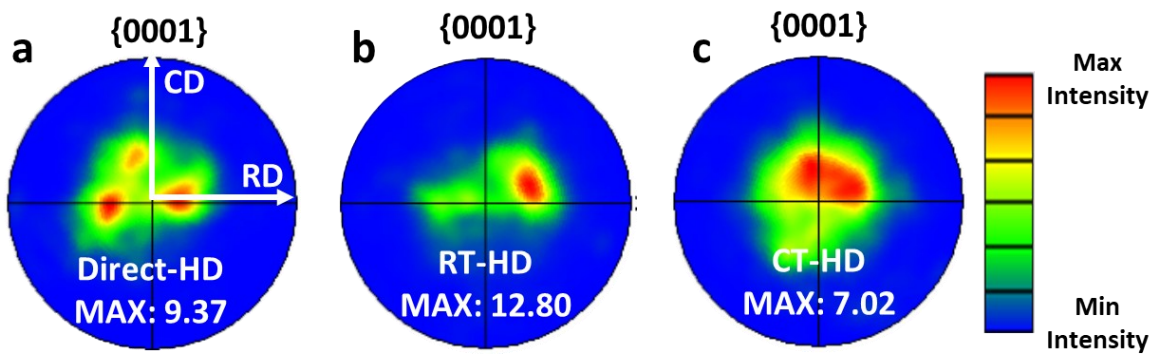 a
{0001}
CD
RD
Direct-HD
MAX: 9.37
b
{0001}
RT-HD
MAX: 12.80
c
{0001}
CT-HD
MAX: 7.02
Max
Intensity
Min
Intensity